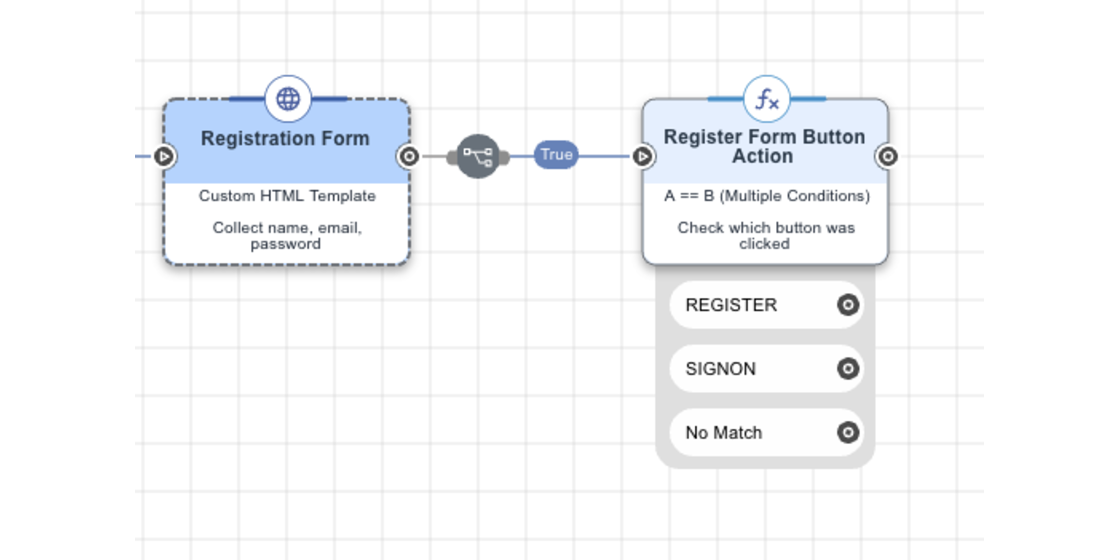 Registration Form
Custom HTML Template
Collect name, email,
password
True
fx
Register Form Button
Action
A == B (Multiple Conditions)
Check which button was
clicked
REGISTER
SIGNON
No Match